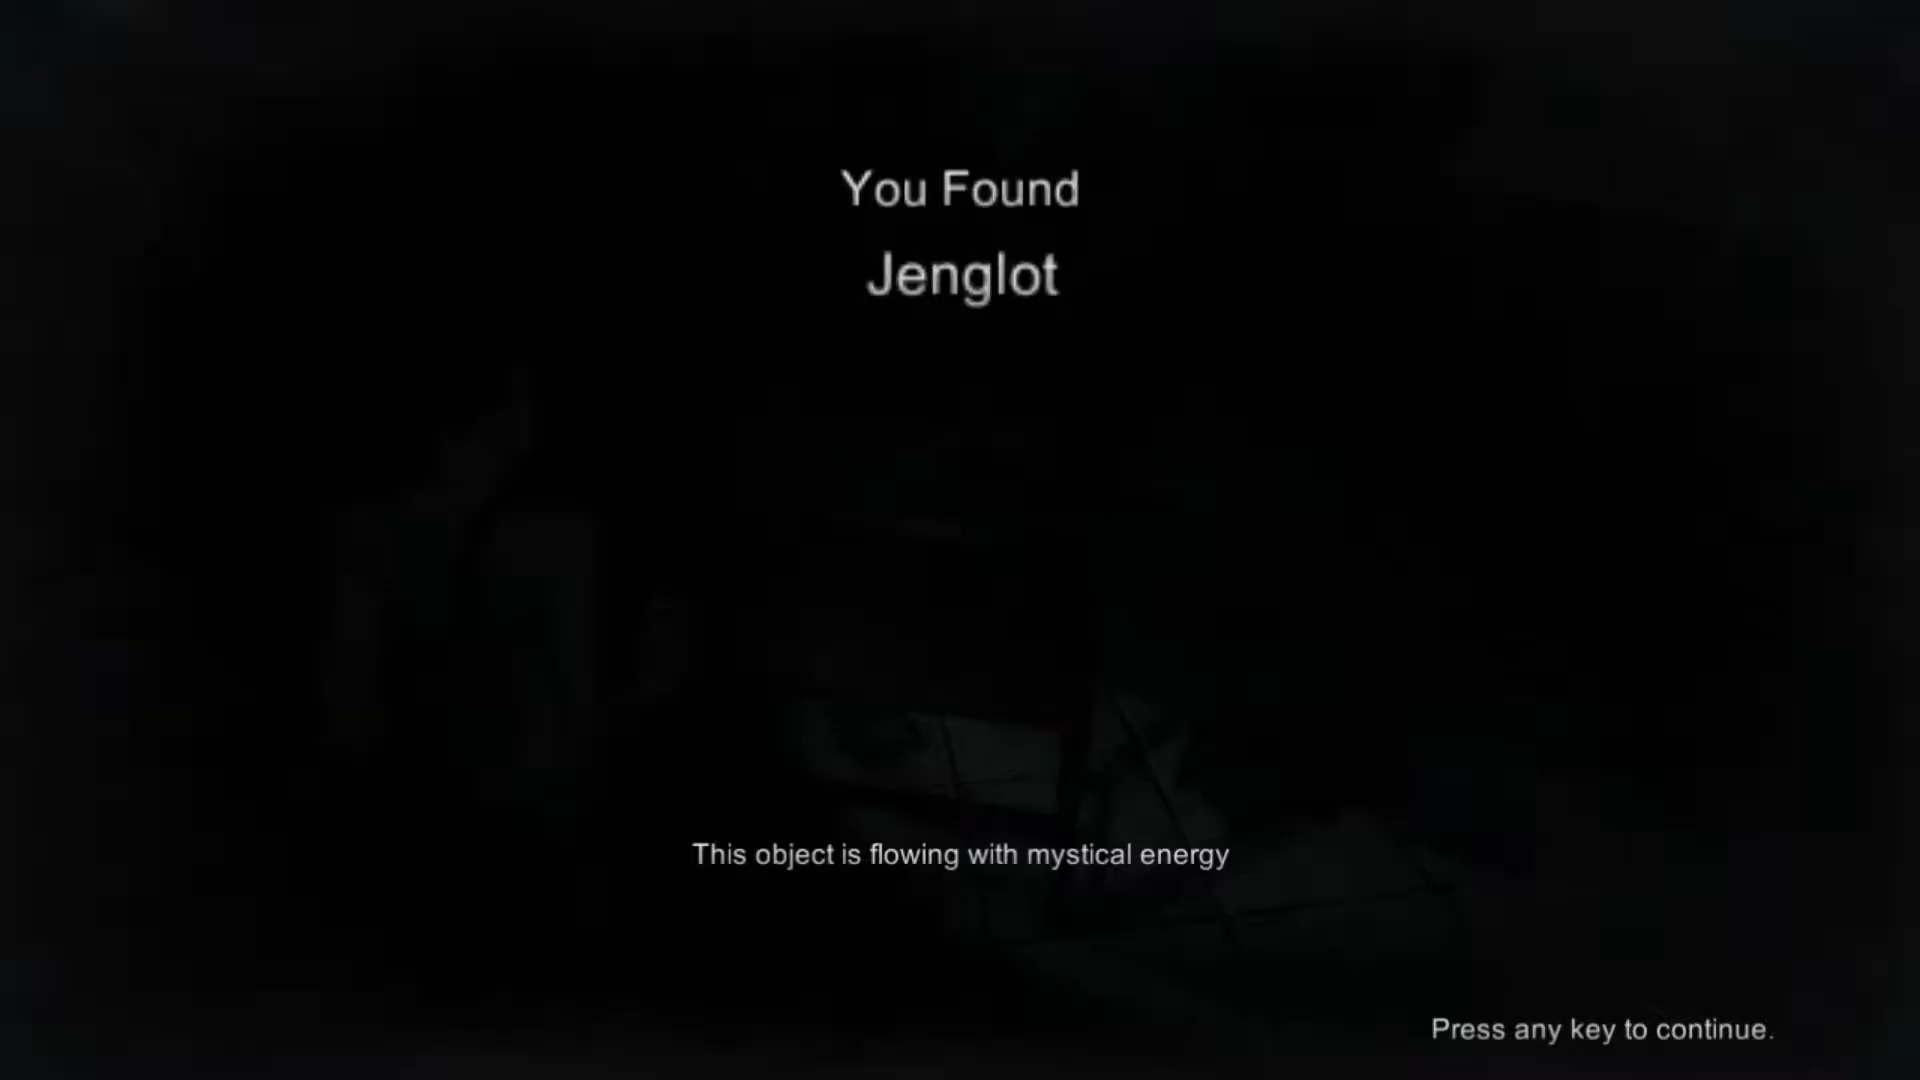 You Found
Jenglot
This object is flowing with mystical energy
Press any key to continue.